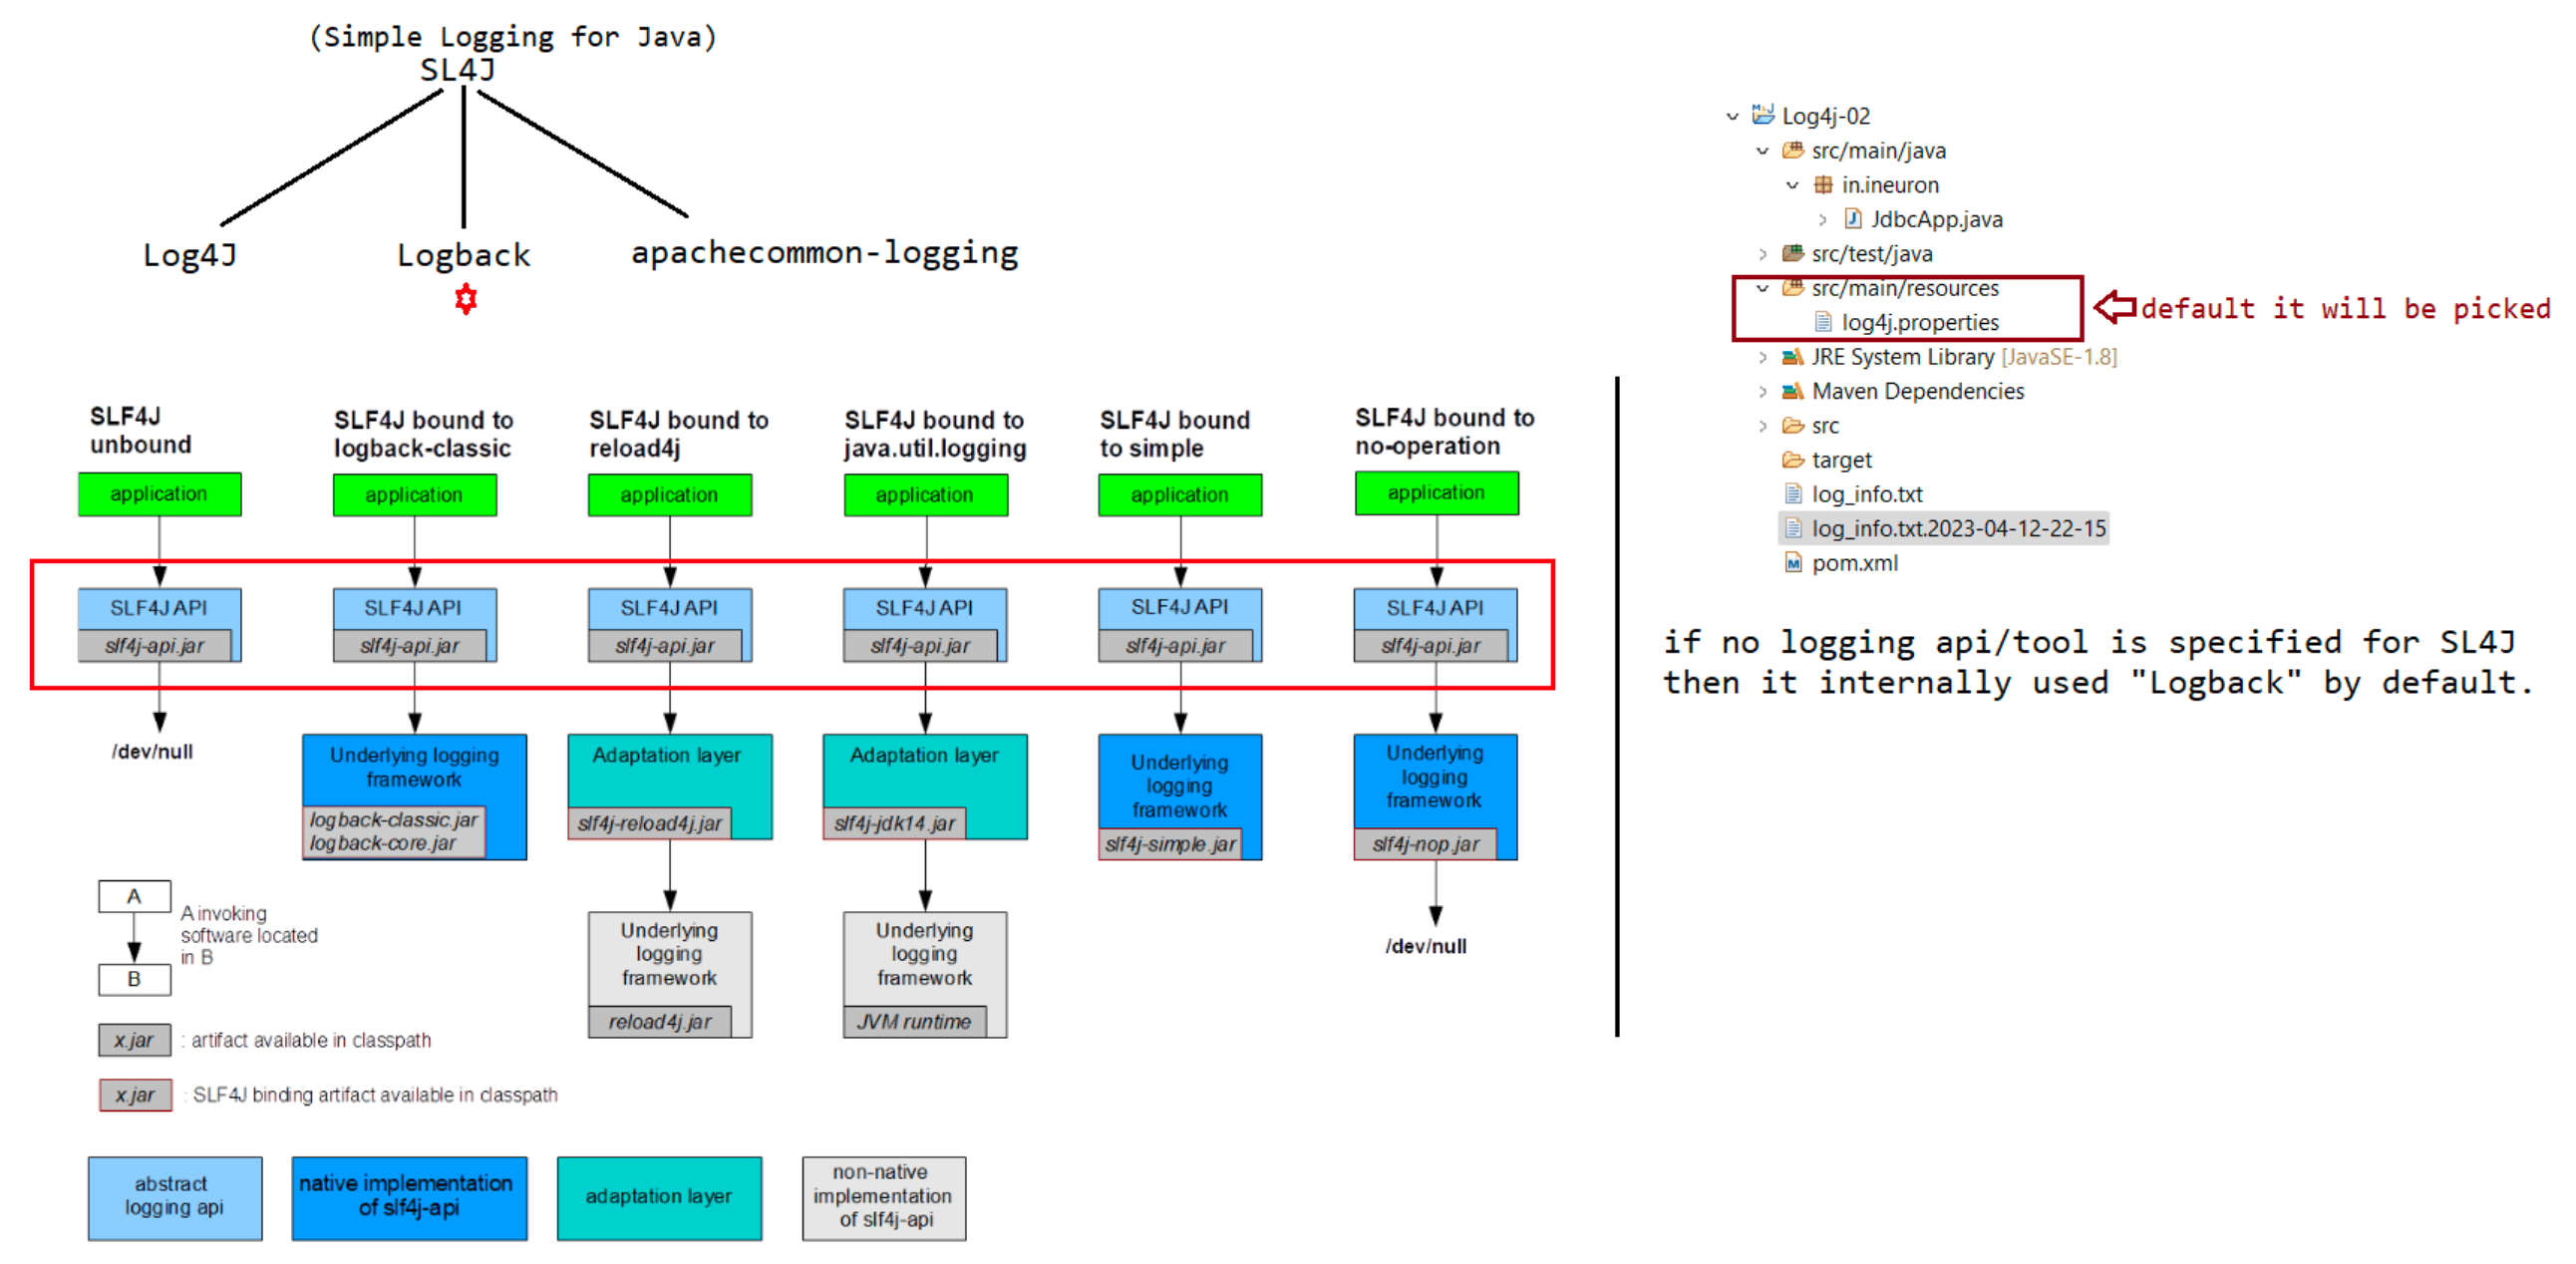 (Simple Logging for Java)
SL4J
Log4J
Logback
apachecommon-logging
Log4j-02
src/main/java
in.ineuron
JdbcApp.java
src/test/java
src/main/resources
log4j.properties
default it will be picked
JRE System Library [JavaSE-1.8]
Maven Dependencies
src
target
log_info.txt
log_info.txt.2023-04-12-22-15
pom.xml
if no logging api/tool is specified for SL4J
then it internally used "Logback" by default.
SLF4J
unbound
application
SLF4J API
slf4j-api.jar
/dev/null
SLF4J bound to
logback-classic
application
SLF4J API
slf4j-api.jar
Underlying logging
framework
logback-classic.jar
logback-core.jar
SLF4J bound to
reload4j
application
SLF4J API
slf4j-api.jar
Adaptation layer
slf4j-reload4j.jar
Underlying
logging
framework
reload4j.jar
SLF4J bound to
java.util.logging
application
SLF4J API
slf4j-api.jar
Adaptation layer
slf4j-jdk14.jar
Underlying
logging
framework
JVM runtime
SLF4J bound
to simple
application
SLF4J API
slf4j-api.jar
Underlying
logging
framework
slf4j-simple.jar
SLF4J bound to
no-operation
application
SLF4J API
slf4j-api.jar
Underlying
logging
framework
slf4j-nop.jar
/dev/null
A
B
A invoking
software located
in B
x.jar : artifact available in classpath
x.jar : SLF4J binding artifact available in classpath
abstract
logging api
native implementation
of slf4j-api
adaptation layer
non-native
implementation
of slf4j-api